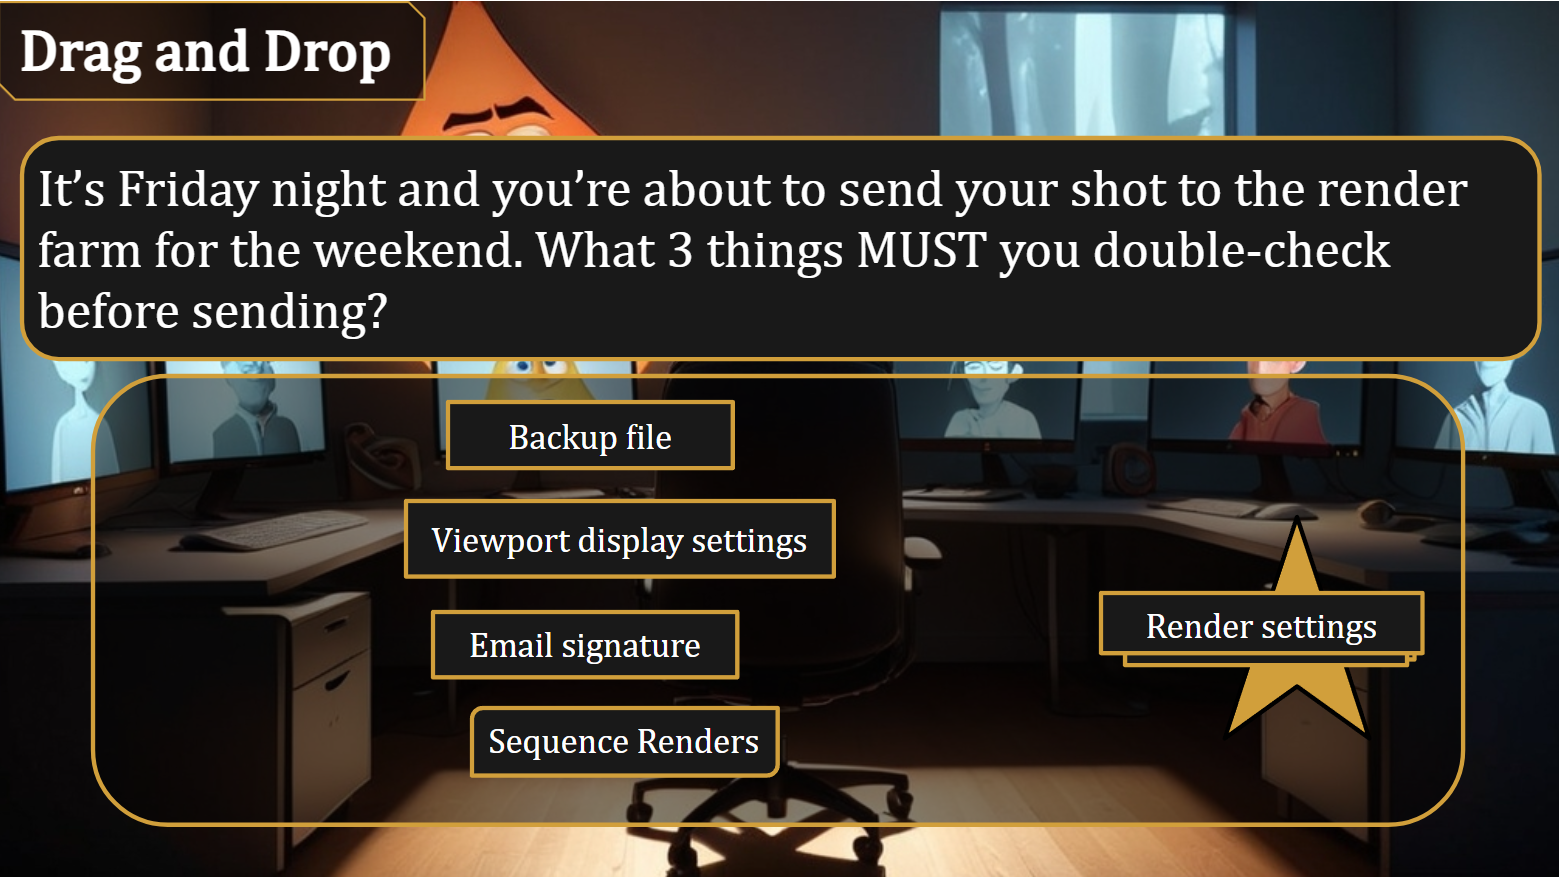 Drag and Drop
It’s Friday night and you’re about to send your shot to the render
farm for the weekend. What 3 things MUST you double-check
before sending?
Backup file
Viewport display settings
Email signature
Sequence Renders
Render settings